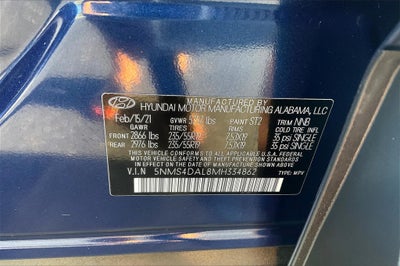 MANUFACTURED BY
HYUNDAI MOTOR MANUFACTURING ALABAMA, LLC
Feb/15/21 GVWR lbs PAINT ST2 TRIM NNB
GAWR TIRES RIMS COLD TIRE INFL. PR.
FRONT 2866 lbs 235/55R19 7.5JX19 35 psi SINGLE
REAR 2976 lbs 235/55R19 7.5JX19 35 psi SINGLE
THIS VEHICLE CONFORMS TO ALL APPLICABLE
FEDERAL MOTOR VEHICLE SAFETY, BUMPER AND THEFT
PREVENTION STANDARDS IN EFFECT ON THE DATE OF
MANUFACTURE SHOWN ABOVE.
V.I.N 5NMS4DAL8MH334862 TYPE: MPV